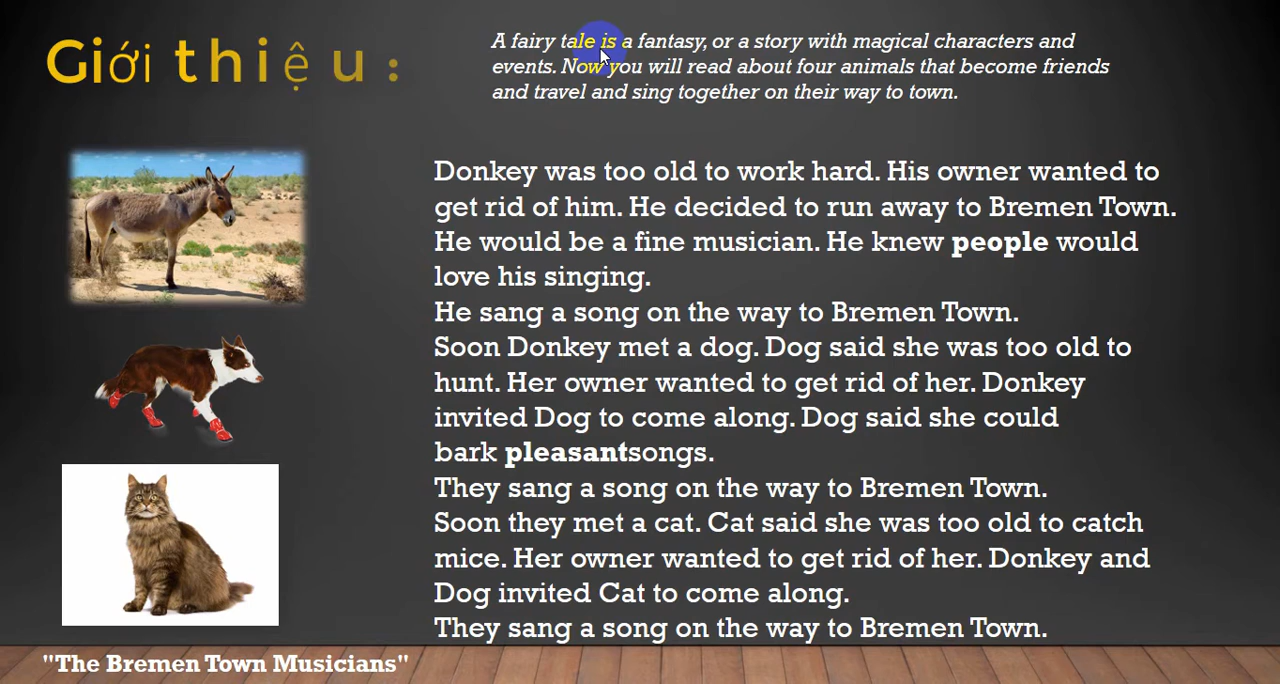 Giới thiệu :
A fairy tale is a fantasy, or a story with magical characters and
events. Now you will read about four animals that become friends
and travel and sing together on their way to town.
Donkey was too old to work hard. His owner wanted to
get rid of him. He decided to run away to Bremen Town.
He would be a fine musician. He knew people would
love his singing.
He sang a song on the way to Bremen Town.
Soon Donkey met a dog. Dog said she was too old to
hunt. Her owner wanted to get rid of her. Donkey
invited Dog to come along. Dog said she could
bark pleasantsongs.
They sang a song on the way to Bremen Town.
Soon they met a cat. Cat said she was too old to catch
mice. Her owner wanted to get rid of her. Donkey and
Dog invited Cat to come along.
They sang a song on the way to Bremen Town.
"The Bremen Town Musicians"